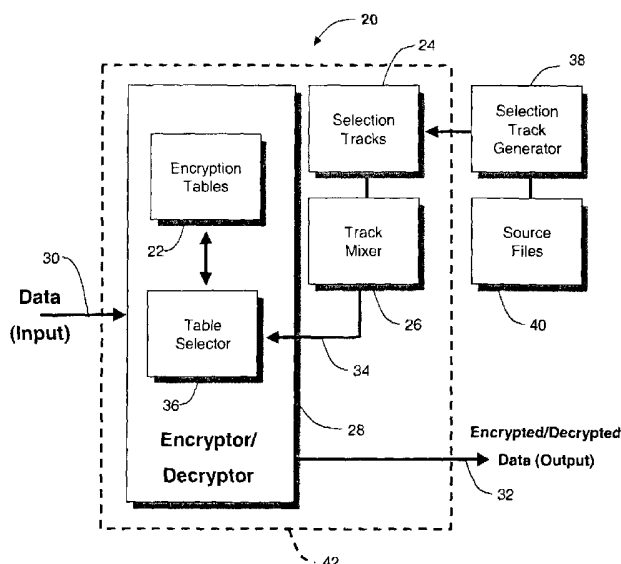 20
24
38
Selection
Tracks
Selection
Track
Generator
Encryption
Tables
22
Track
Mixer
Source
Files
30
Data
(Input)
26
40
Table
Selector
34
36
28
Encryptor/
Decryptor
Encrypted/Decrypted
Data (Output)
32
42